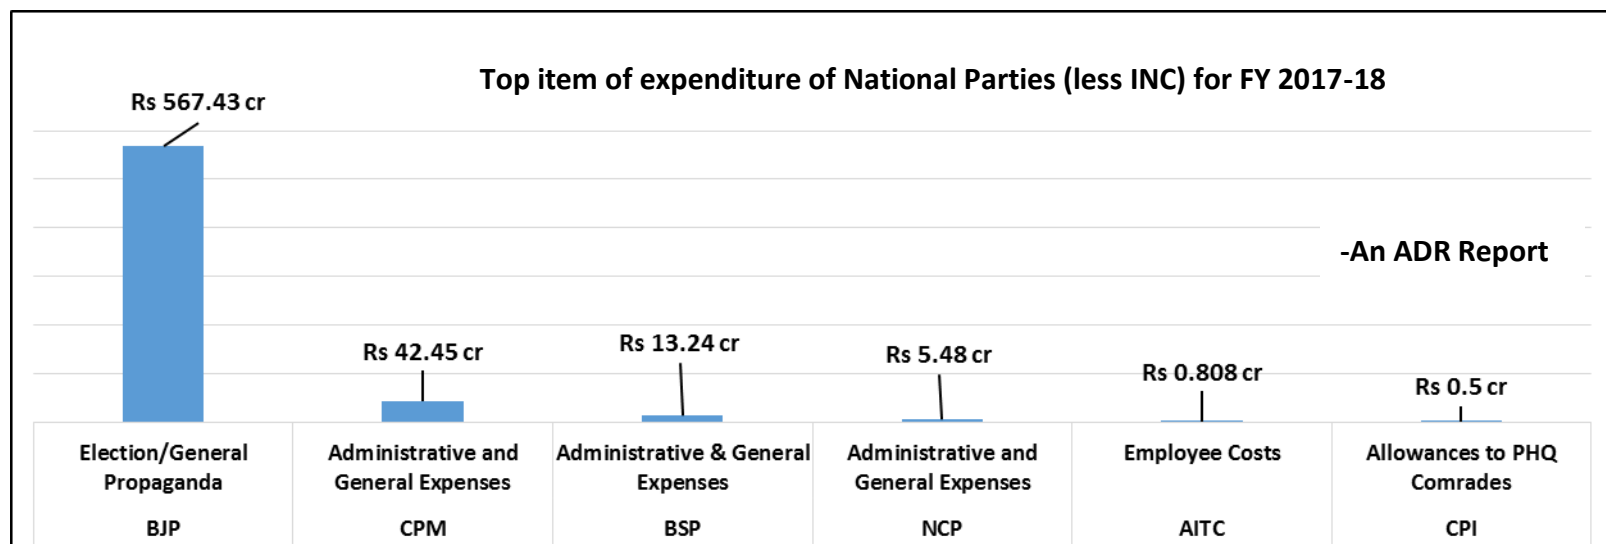 Top item of expenditure of National Parties (less INC) for FY 2017-18
Rs 567.43 cr
-An ADR Report
Rs 42.45 cr
Rs 13.24 cr
Rs 5.48 cr
Rs 0.808 cr
Rs 0.5 cr
Election/General
Propaganda
BJP
Administrative and
General Expenses
CPM
Administrative & General
Expenses
BSP
Administrative and
General Expenses
NCP
Employee Costs
AITC
Allowances to PHQ
Comrades
CPI